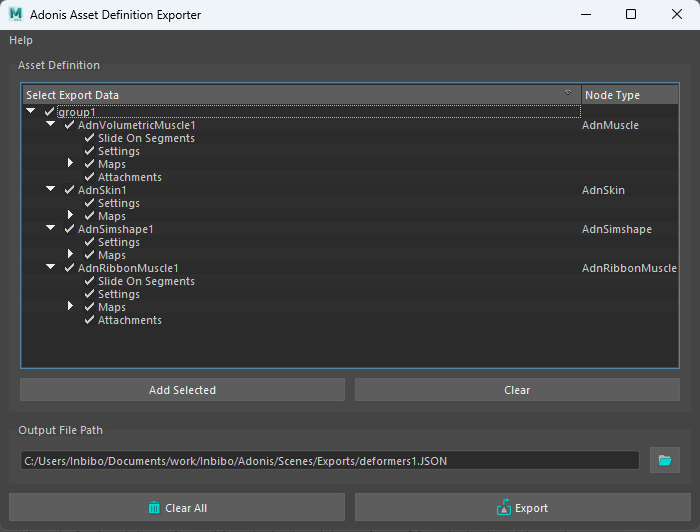 Adonis Asset Definition Exporter
Help
Asset Definition
Select Export Data Node Type
group1
AdnVolumetricMuscle1 AdnMuscle
Slide On Segments
Settings
Maps
Attachments
AdnSkin1 AdnSkin
Settings
Maps
AdnSimshape1 AdnSimshape
Settings
Maps
AdnRibbonMuscle1 AdnRibbonMuscle
Slide On Segments
Settings
Maps
Attachments
Add Selected Clear
Output File Path
C:/Users/Inbibo/Documents/work/Inbibo/Adonis/Scenes/Exports/deformers1.JSON
Clear All Export